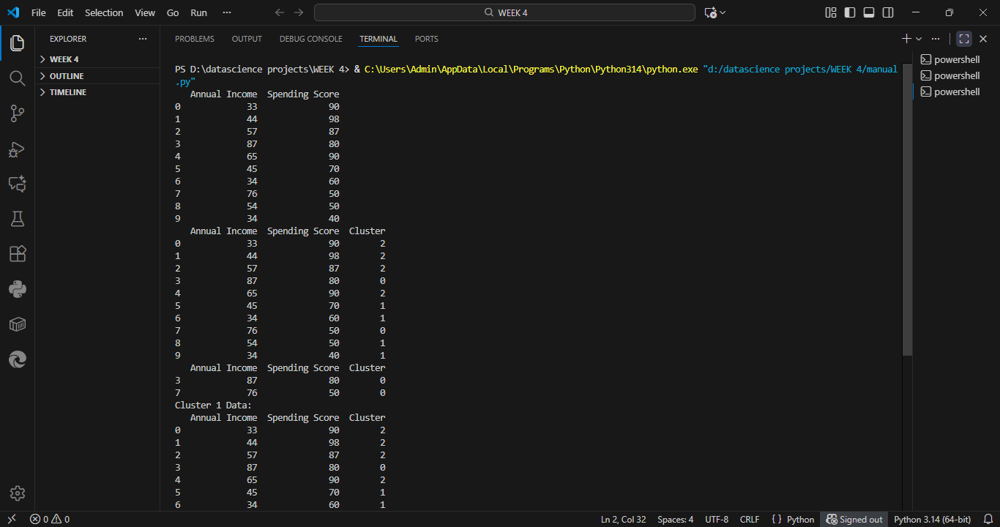 File Edit Selection View Go Run ··· WEEK 4
EXPLORER ···
WEEK 4
OUTLINE
TIMELINE
PROBLEMS OUTPUT DEBUG CONSOLE TERMINAL PORTS
powershell
powershell
powershell
PS D:\datascience projects\WEEK 4> & C:\Users\Admin\AppData\Local\Programs\Python\Python314\python.exe "d:/datascience projects/WEEK 4/manual
.py"
   Annual Income  Spending Score
0             33              90
1             44              98
2             57              87
3             87              80
4             65              90
5             45              70
6             34              60
7             76              50
8             54              50
9             34              40
   Annual Income  Spending Score  Cluster
0             33              90        2
1             44              98        2
2             57              87        2
3             87              80        0
4             65              90        2
5             45              70        1
6             34              60        1
7             76              50        0
8             54              50        1
9             34              40        1
   Annual Income  Spending Score  Cluster
3             87              80        0
7             76              50        0
Cluster 1 Data:
   Annual Income  Spending Score  Cluster
0             33              90        2
1             44              98        2
2             57              87        2
3             87              80        0
4             65              90        2
5             45              70        1
6             34              60        1
0 0 Ln 2, Col 32 Spaces: 4 UTF-8 CRLF { } Python Signed out Python 3.14 (64-bit)